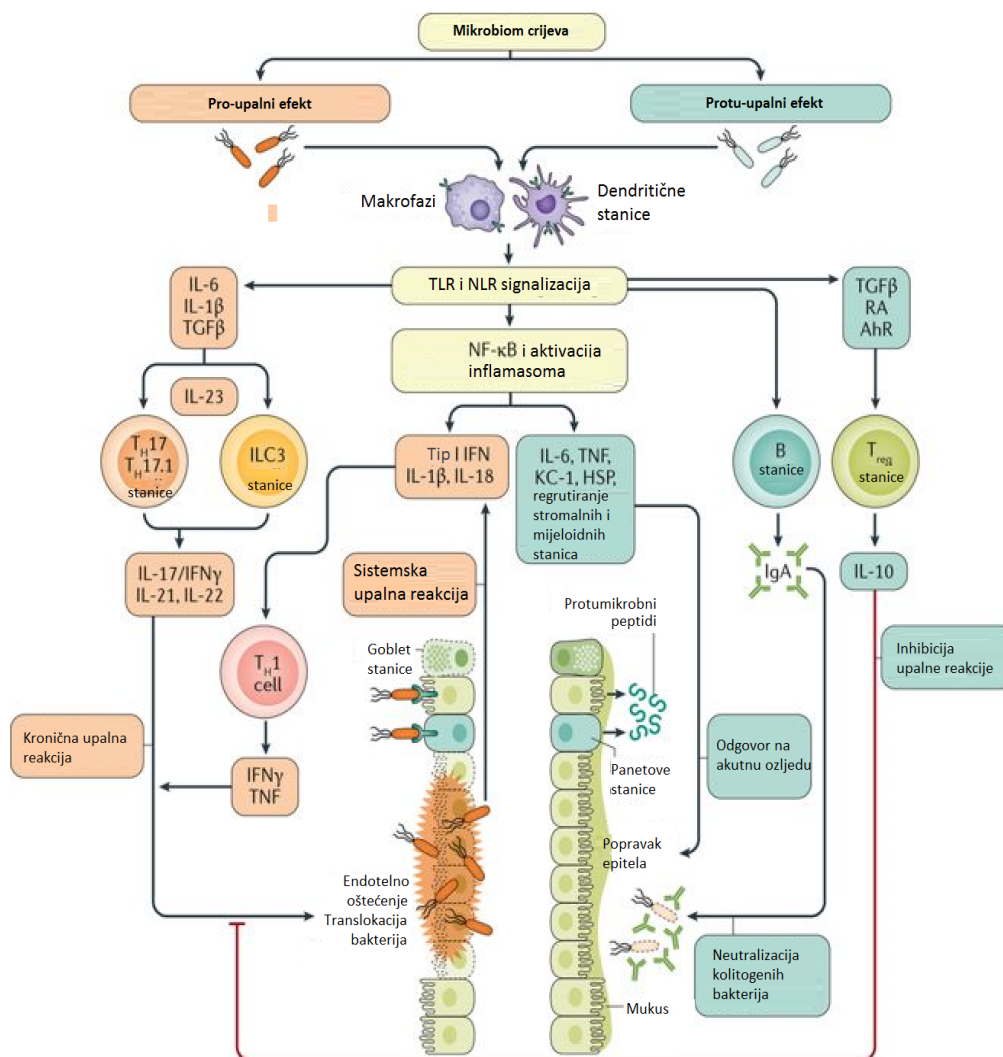 Mikrobiom crijeva
Pro-upalni efekt
Protu-upalni efekt
Makrofazi
Dendritične
stanice
TLR i NLR signalizacija
IL-6
IL-1β
TGFβ
TGFβ
RA
AhR
NF-κB i aktivacija
inflamasoma
IL-23
TH17
TH17.1
stanice
ILC3
stanice
Tip I IFN
IL-1β, IL-18
IL-6, TNF,
KC-1, HSP,
regrutiranje
stromalnih i
mijeloidnih
stanica
B
stanice
Treg
stanice
IL-17/IFNγ
IL-21, IL-22
Sistemska
upalna reakcija
IgA
IL-10
Protumikrobni
peptidi
Goblet
stanice
TH1
cell
Inhibicija
upalne reakcije
Kronična upalna
reakcija
IFNγ
TNF
Panetove
stanice
Odgovor na
akutnu ozljedu
Popravak
epitela
Endotelno
oštećenje
Translokacija
bakterija
Neutralizacija
kolitogenih
bakterija
Mukus